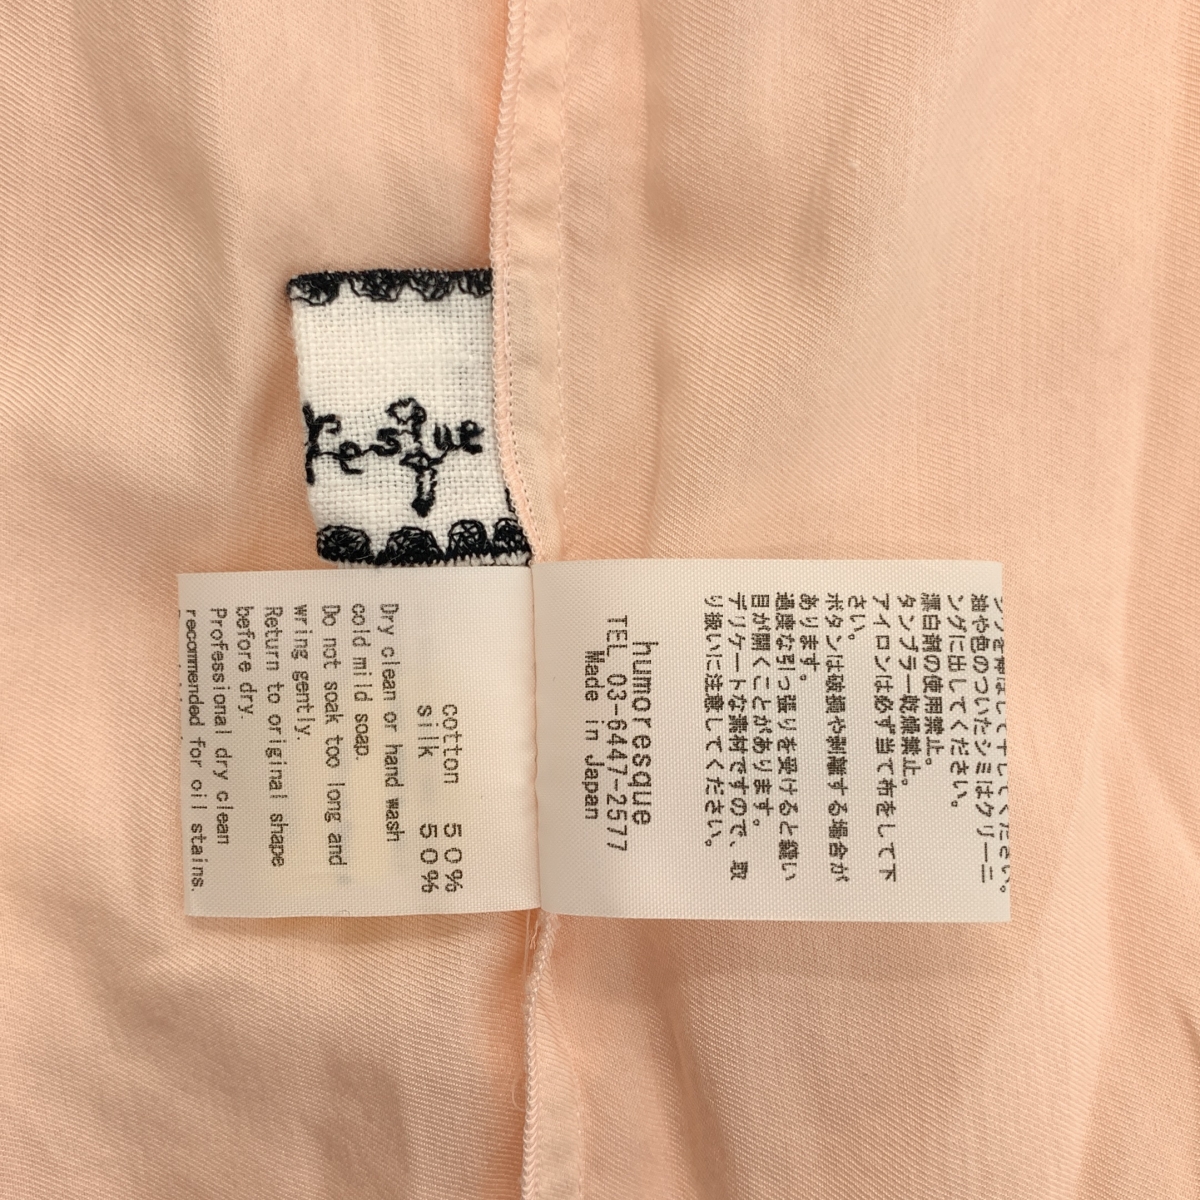 resque
cotton 50%
silk 50%
Dry clean or hand wash
cold mild soap.
Do not soak too long and
wring gently.
Return to original shape
before dry.
Professional dry clean
recommended for oil stains.
てください。
油や色のついたシミはクリーニ
ングに出してください。
漂白剤の使用禁止。
タンブラー乾燥禁止。
アイロンは必ず当て布をして下
さい。
ボタンは破損や剥離する場合が
あります。
過度な引っ張りを受けると縫い
目が開くことがあります。
デリケートな素材ですので、取
り扱いに注意してください。
humoresque
TEL 03-6447-2577
Made in Japan